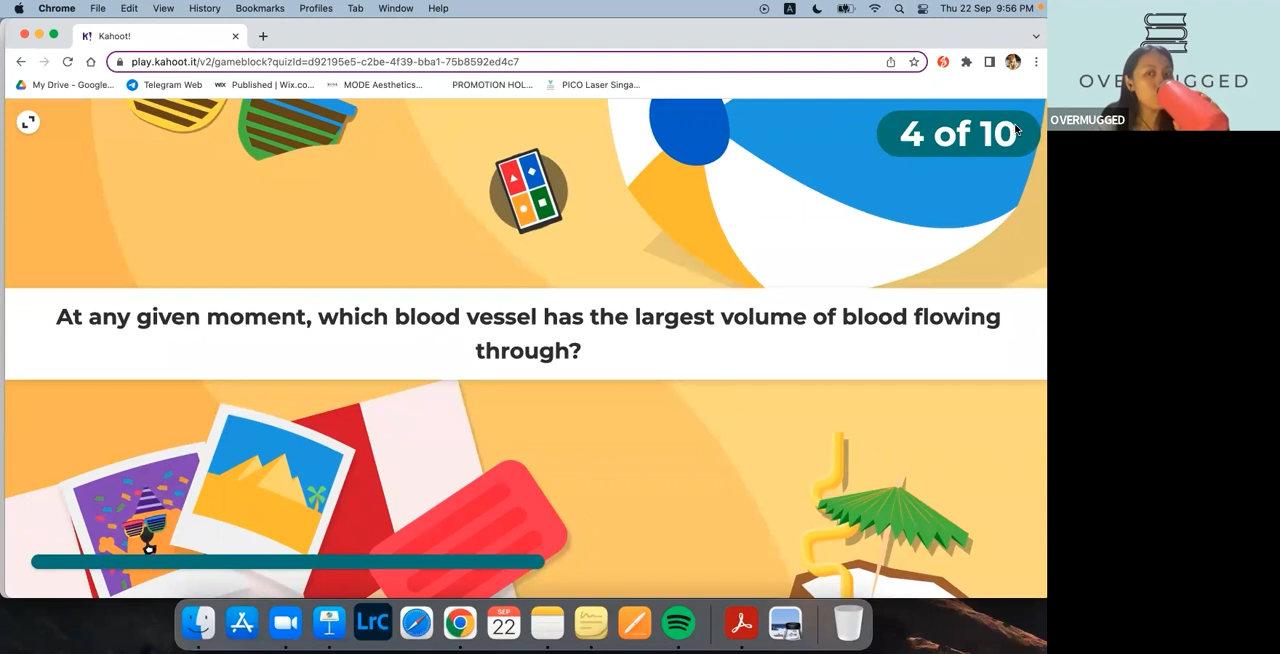 Chrome File Edit View History Bookmarks Profiles Tab Window Help
A
Thu 22 Sep 9:56 PM
K! Kahoot!
play.kahoot.it/v2/gameblock?quizId=d92195e5-c2be-4f39-bba1-75b8592ed4c7
My Drive - Google... Telegram Web WIX Published | Wix.co... MODE Aesthetics... PROMOTION HOL... PICO Laser Singa...
4 of 10
At any given moment, which blood vessel has the largest volume of blood flowing
through?
OVERMUGGED
LrC
SEP
22